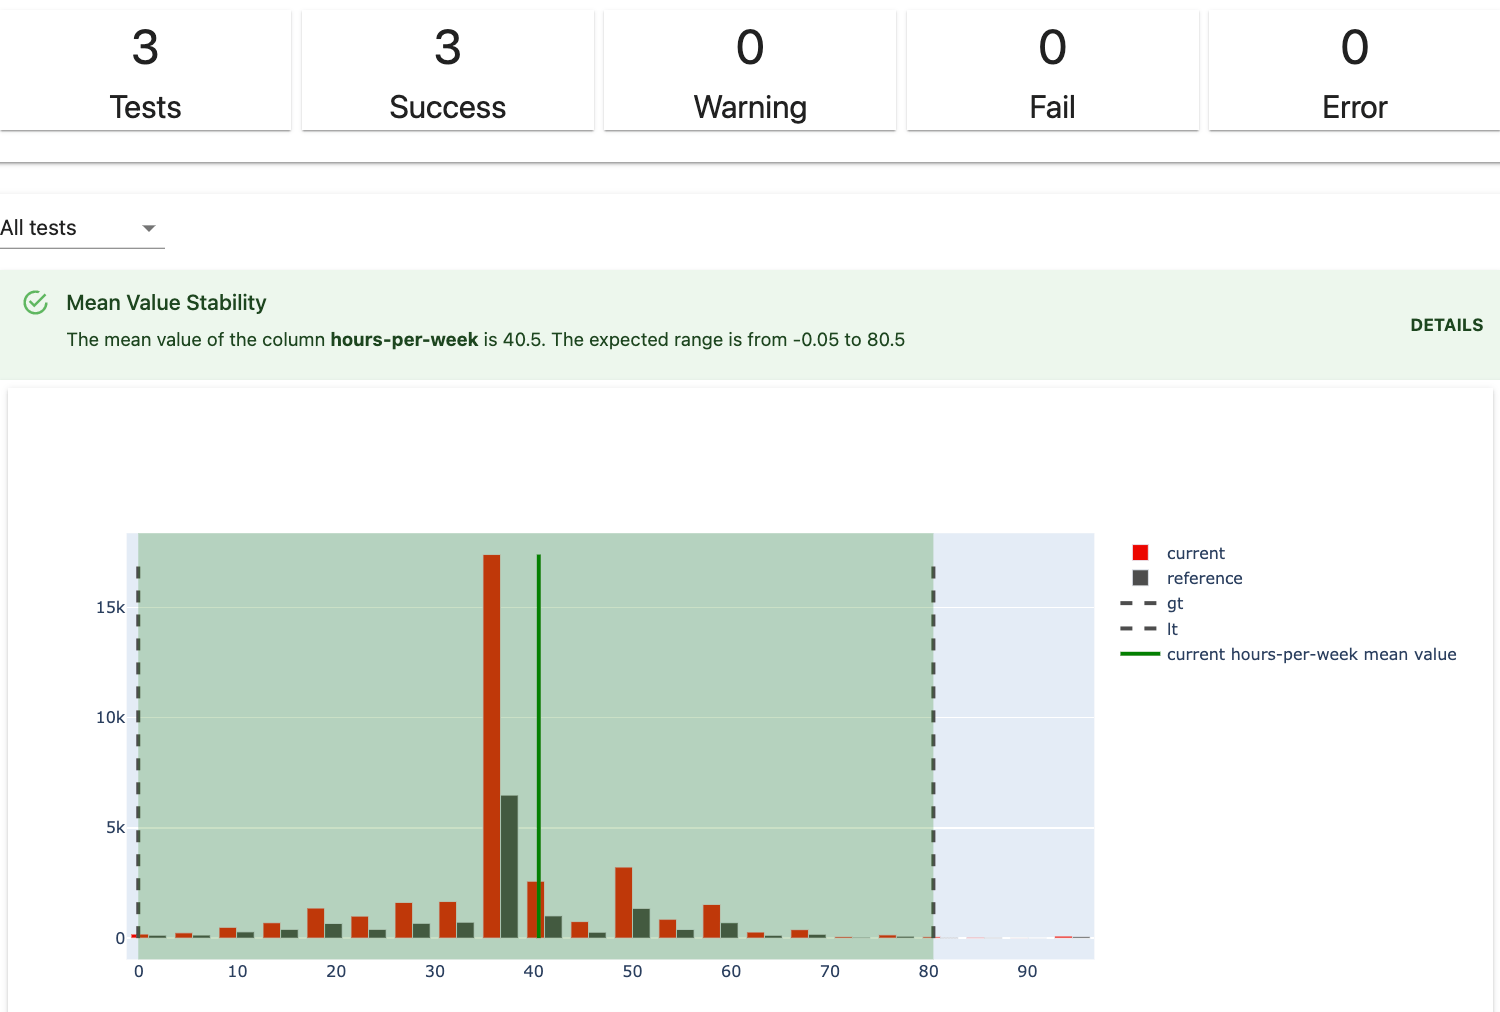 3 3 0 0 0
Tests Success Warning Fail Error
All tests
Mean Value Stability
The mean value of the column hours-per-week is 40.5. The expected range is from -0.05 to 80.5
DETAILS
current
reference
gt
lt
current hours-per-week mean value
15k
10k
5k
0
0 10 20 30 40 50 60 70 80 90